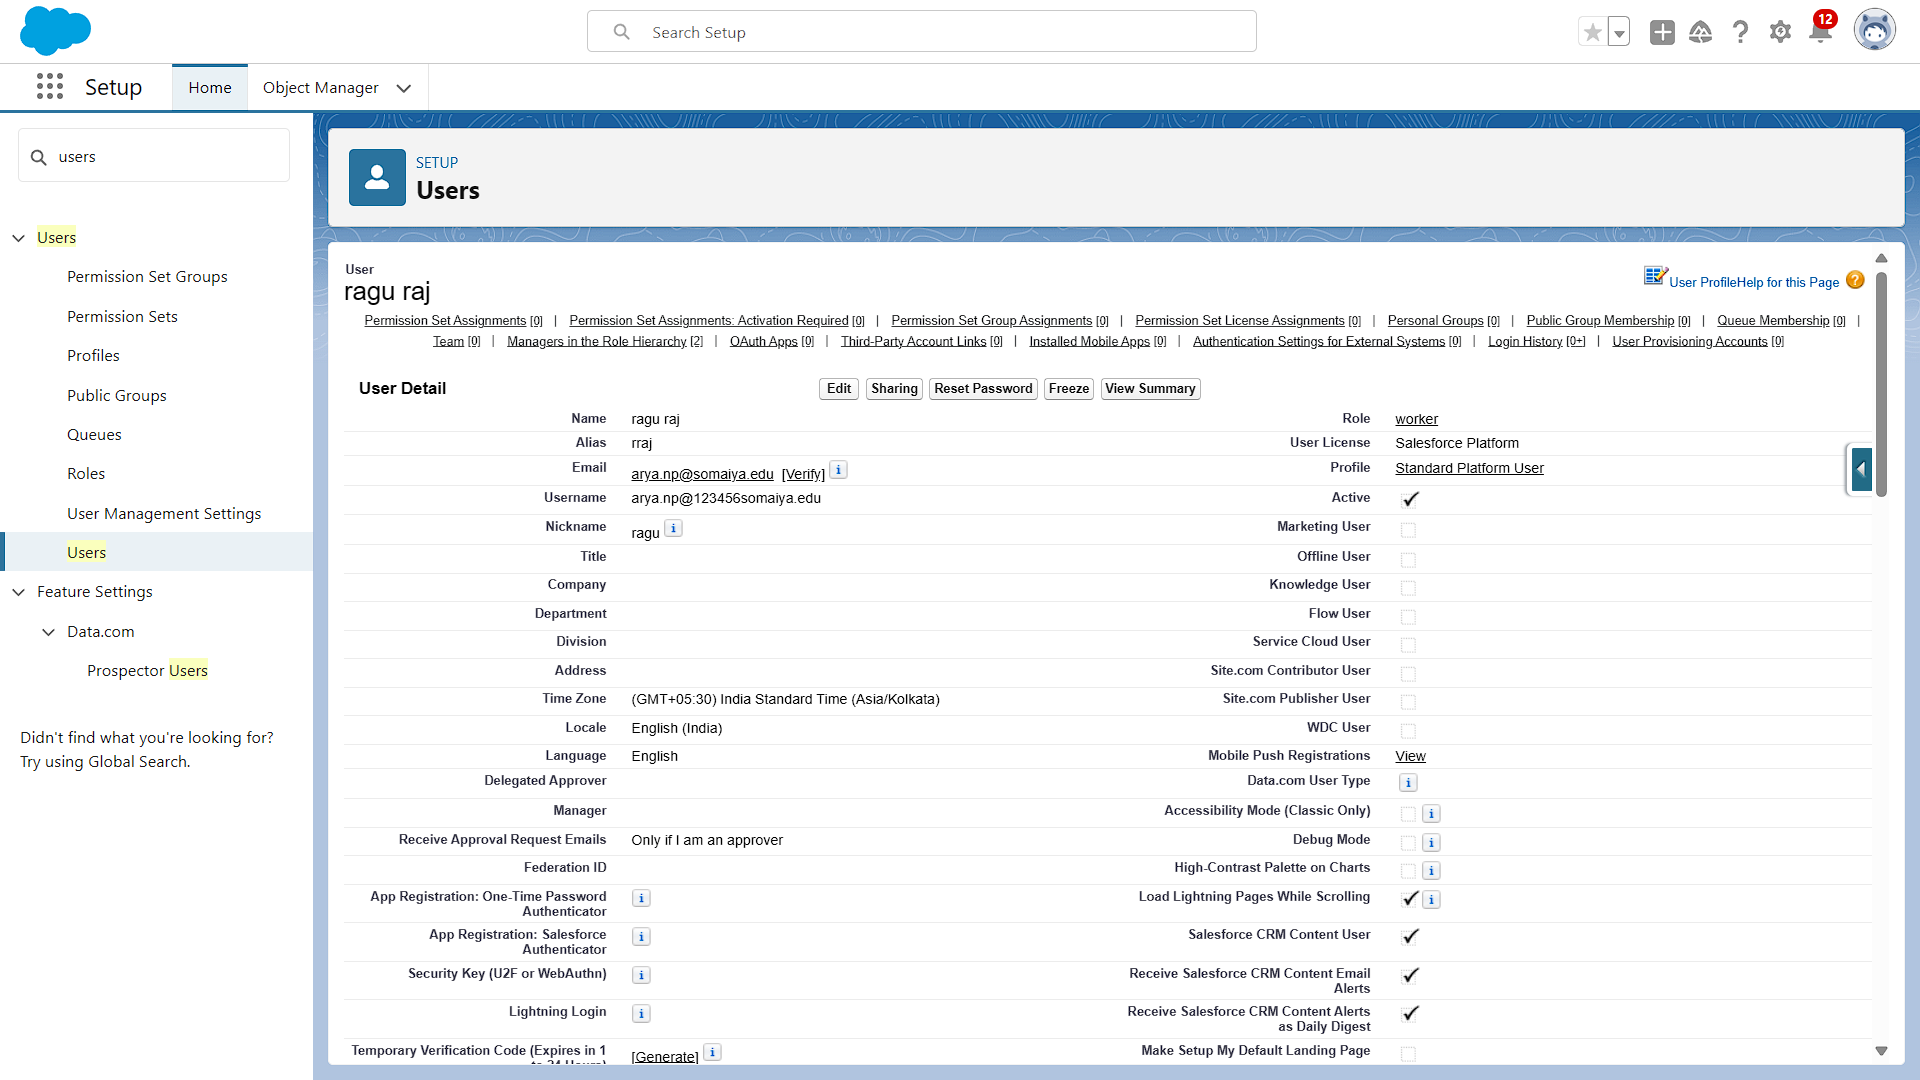 Search Setup
12
Setup
Home
Object Manager
users
Users
Permission Set Groups
Permission Sets
Profiles
Public Groups
Queues
Roles
User Management Settings
Users
Feature Settings
Data.com
Prospector Users
Didn't find what you're looking for?
Try using Global Search.
SETUP
Users
User
ragu raj
User Profile Help for this Page
Permission Set Assignments [0] | Permission Set Assignments: Activation Required [0] | Permission Set Group Assignments [0] | Permission Set License Assignments [0] | Personal Groups [0] | Public Group Membership [0] | Queue Membership [0] |
Team [0] | Managers in the Role Hierarchy [2] | OAuth Apps [0] | Third-Party Account Links [0] | Installed Mobile Apps [0] | Authentication Settings for External Systems [0] | Login History [0+] | User Provisioning Accounts [0]
User Detail
Edit Sharing Reset Password Freeze View Summary
Name ragu raj Role worker
Alias rraj User License Salesforce Platform
Email arya.np@somaiya.edu [Verify] Profile Standard Platform User
Username arya.np@123456somaiya.edu Active
Nickname ragu Marketing User
Title Offline User
Company Knowledge User
Department Flow User
Division Service Cloud User
Address Site.com Contributor User
Time Zone (GMT+05:30) India Standard Time (Asia/Kolkata) Site.com Publisher User
Locale English (India) WDC User
Language English Mobile Push Registrations View
Delegated Approver Data.com User Type
Manager Accessibility Mode (Classic Only)
Receive Approval Request Emails Only if I am an approver Debug Mode
Federation ID High-Contrast Palette on Charts
App Registration: One-Time Password Load Lightning Pages While Scrolling
Authenticator
App Registration: Salesforce Salesforce CRM Content User
Authenticator
Security Key (U2F or WebAuthn) Receive Salesforce CRM Content Email
Alerts
Lightning Login Receive Salesforce CRM Content Alerts
as Daily Digest
Temporary Verification Code (Expires in 1 [Generate] Make Setup My Default Landing Page